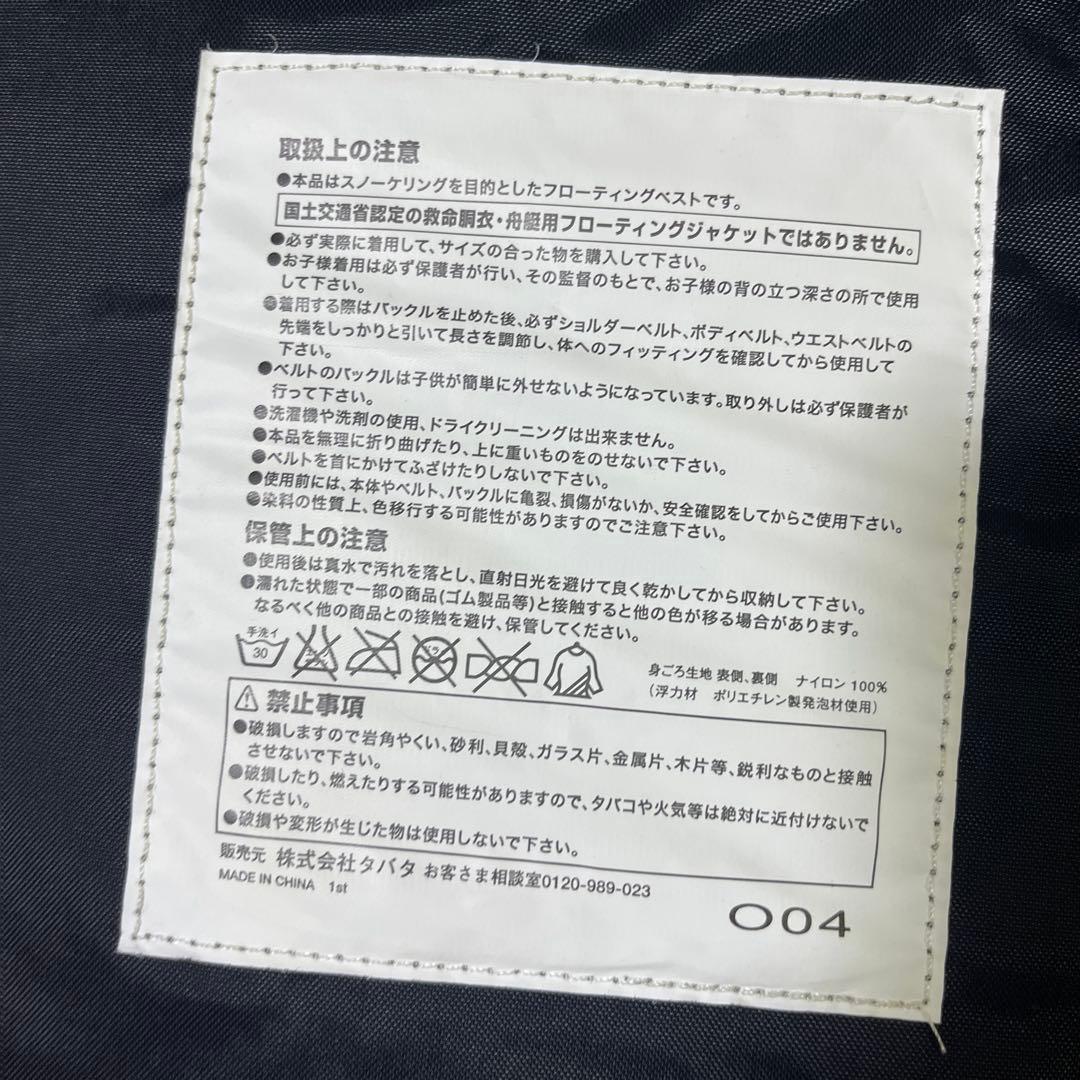 取扱上の注意
●本品はスノーケリングを目的としたフローティングベストです。
国土交通省認定の救命胴衣・舟艇用フローティングジャケットではありません。
●必ず実際に着用して、サイズの合った物を購入して下さい。
●お子様着用は必ず保護者が行い、その監督のもとで、お子様の背の立つ深さの所で使用
して下さい。
●着用する際はバックルを止めた後、必ずショルダーベルト、ボディベルト、ウエストベルトの
先端をしっかりと引いて長さを調節し、体へのフィッティングを確認してから使用して
下さい。
●ベルトのバックルは子供が簡単に外せないようになっています。取り外しは必ず保護者が
行って下さい。
●洗濯機や洗剤の使用、ドライクリーニングは出来ません。
●本品を無理に折り曲げたり、上に重いものをのせないで下さい。
●ベルトを首にかけてふざけたりしないで下さい。
●使用前には、本体やベルト、バックルに亀裂、損傷がないか、安全確認をしてからご使用下さい。
●染料の性質上、色移行する可能性がありますのでご注意下さい。
保管上の注意
●使用後は真水で汚れを落とし、直射日光を避けて良く乾かしてから収納して下さい。
●濡れた状態で一部の商品(ゴム製品等)と接触すると他の色が移る場合があります。
なるべく他の商品との接触を避け、保管してください。
手洗イ
30
身ごろ生地 表側、裏側 ナイロン 100%
(浮力材 ポリエチレン製発泡材使用)
禁止事項
●破損しますので岩角やくい、砂利、貝殻、ガラス片、金属片、木片等、鋭利なものと接触
させないで下さい。
●破損したり、燃えたりする可能性がありますので、タバコや火気等は絶対に近付けないで
ください。
●破損や変形が生じた物は使用しないで下さい。
販売元 株式会社タバタ お客さま相談室0120-989-023
MADE IN CHINA 1st
O04